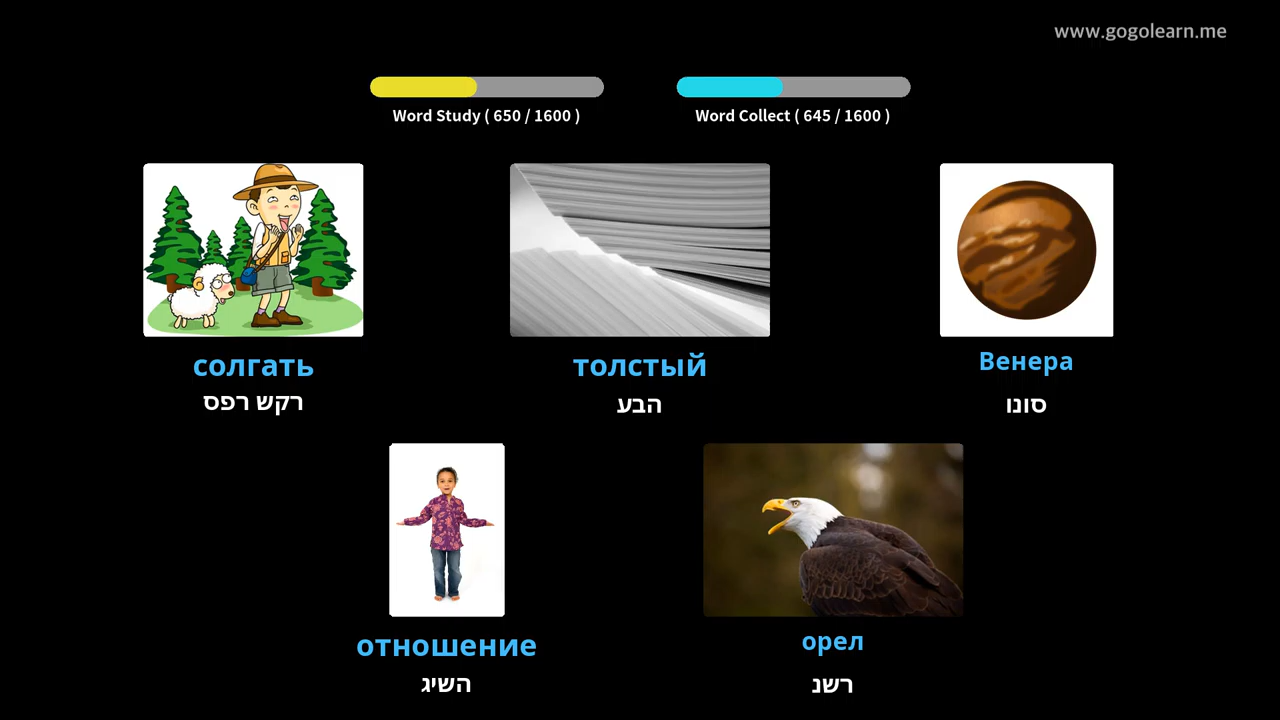 www.gogolearn.me
Word Study ( 650 / 1600 )
Word Collect ( 645 / 1600 )
солгать
רקש רפס
толстый
הבע
Венера
סונו
отношение
השיג
орел
רשנ